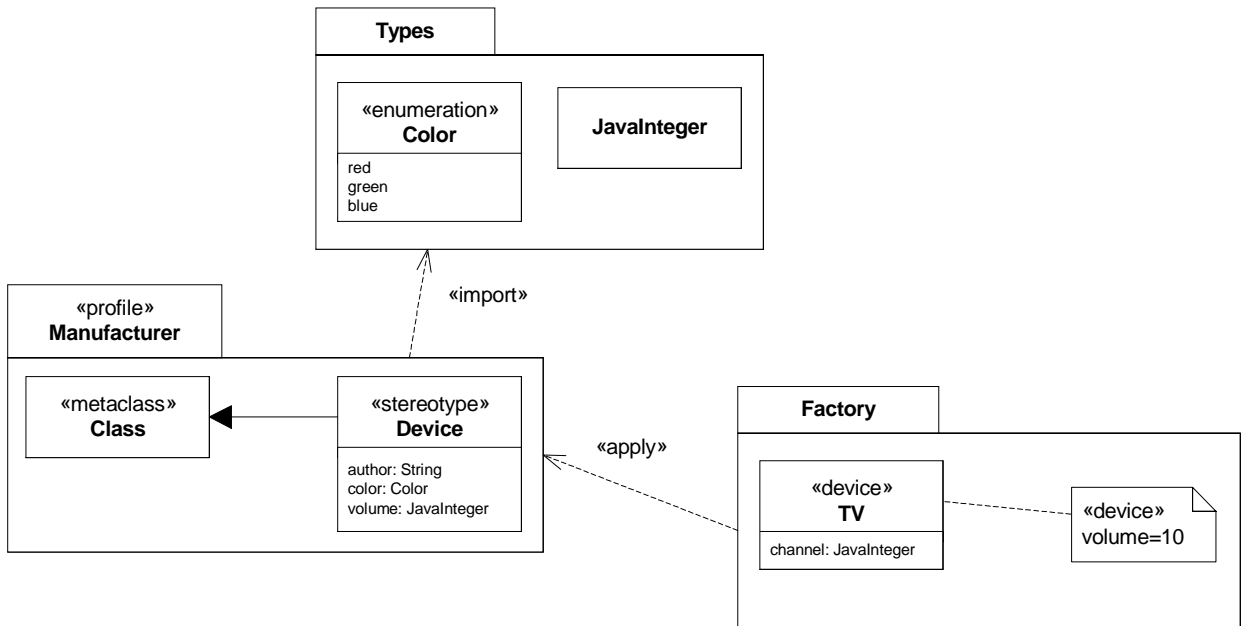 Types
«enumeration»
Color
red
green
blue
JavaInteger
«import»
«profile»
Manufacturer
«metaclass»
Class
«stereotype»
Device
author: String
color: Color
volume: JavaInteger
«apply»
Factory
«device»
TV
channel: JavaInteger
«device»
volume=10